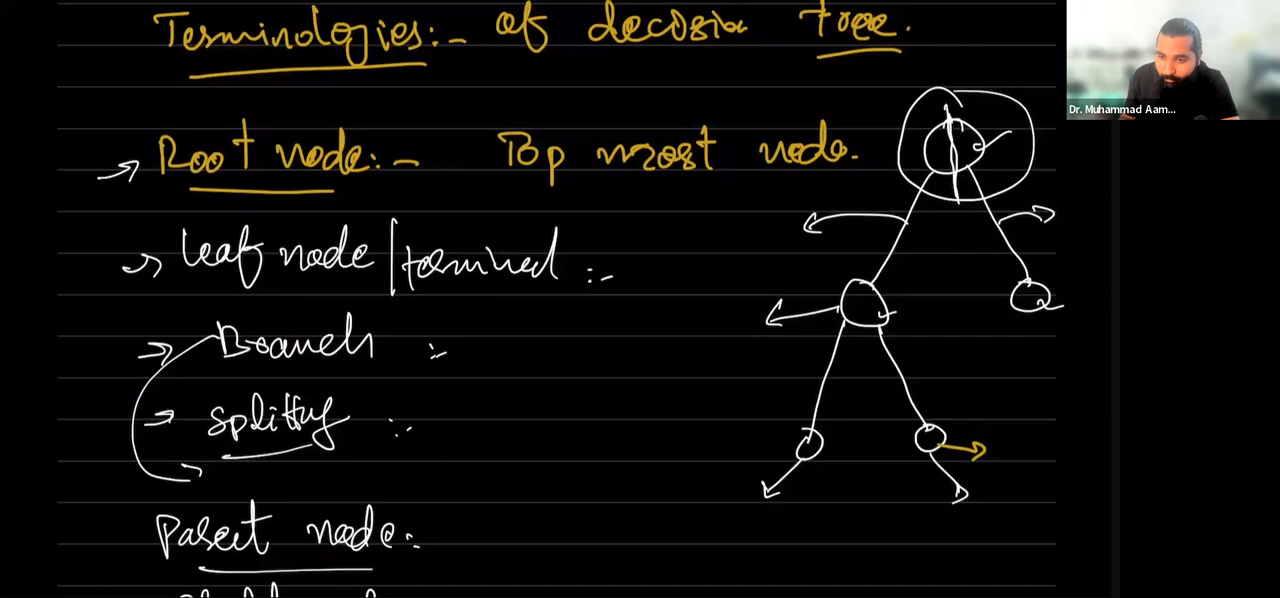 Terminologies:- of decision tree.
Dr. Muhammad Aam...
Root node:- Top most node.
leaf node/terminal :-
Branch :-
splitting :-
Parent node:-